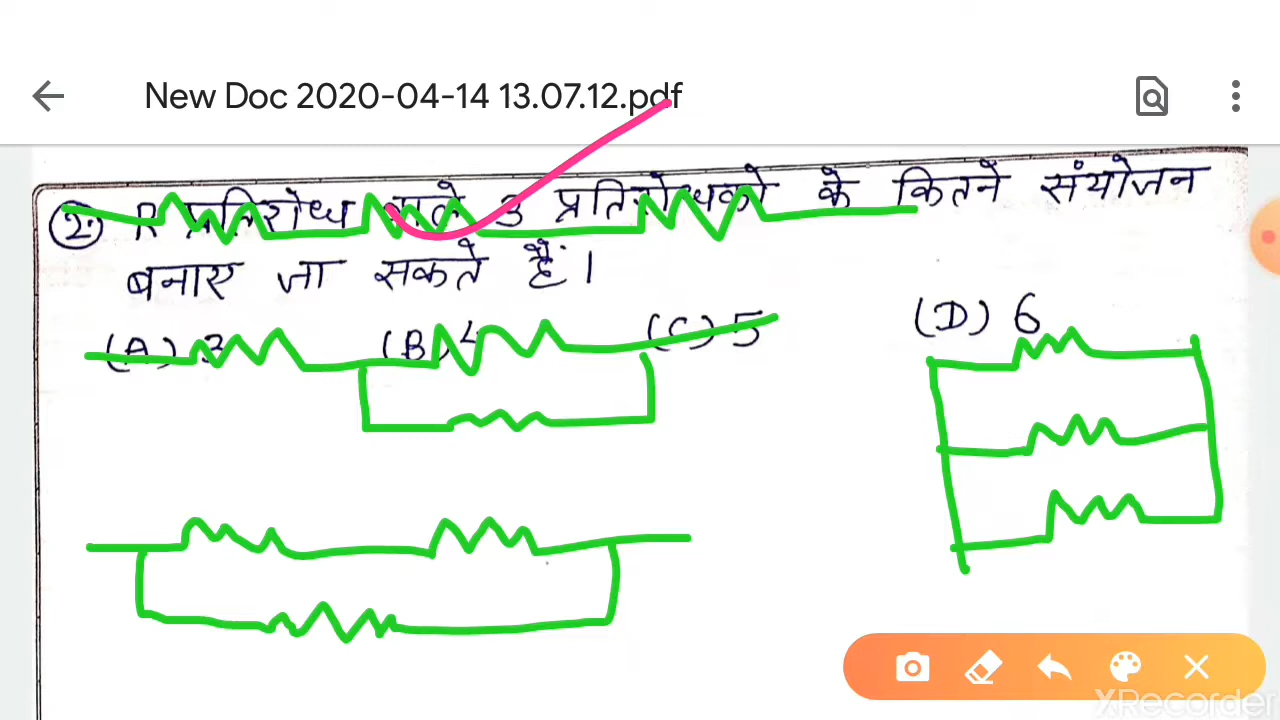 New Doc 2020-04-14 13.07.12.pdf
2. R प्रतिरोध वाले 3 प्रतिरोधको के कितने संयोजन
बनाए जा सकते हैं।
(A) 3 (B) 4 (C) 5 (D) 6
XRecorder